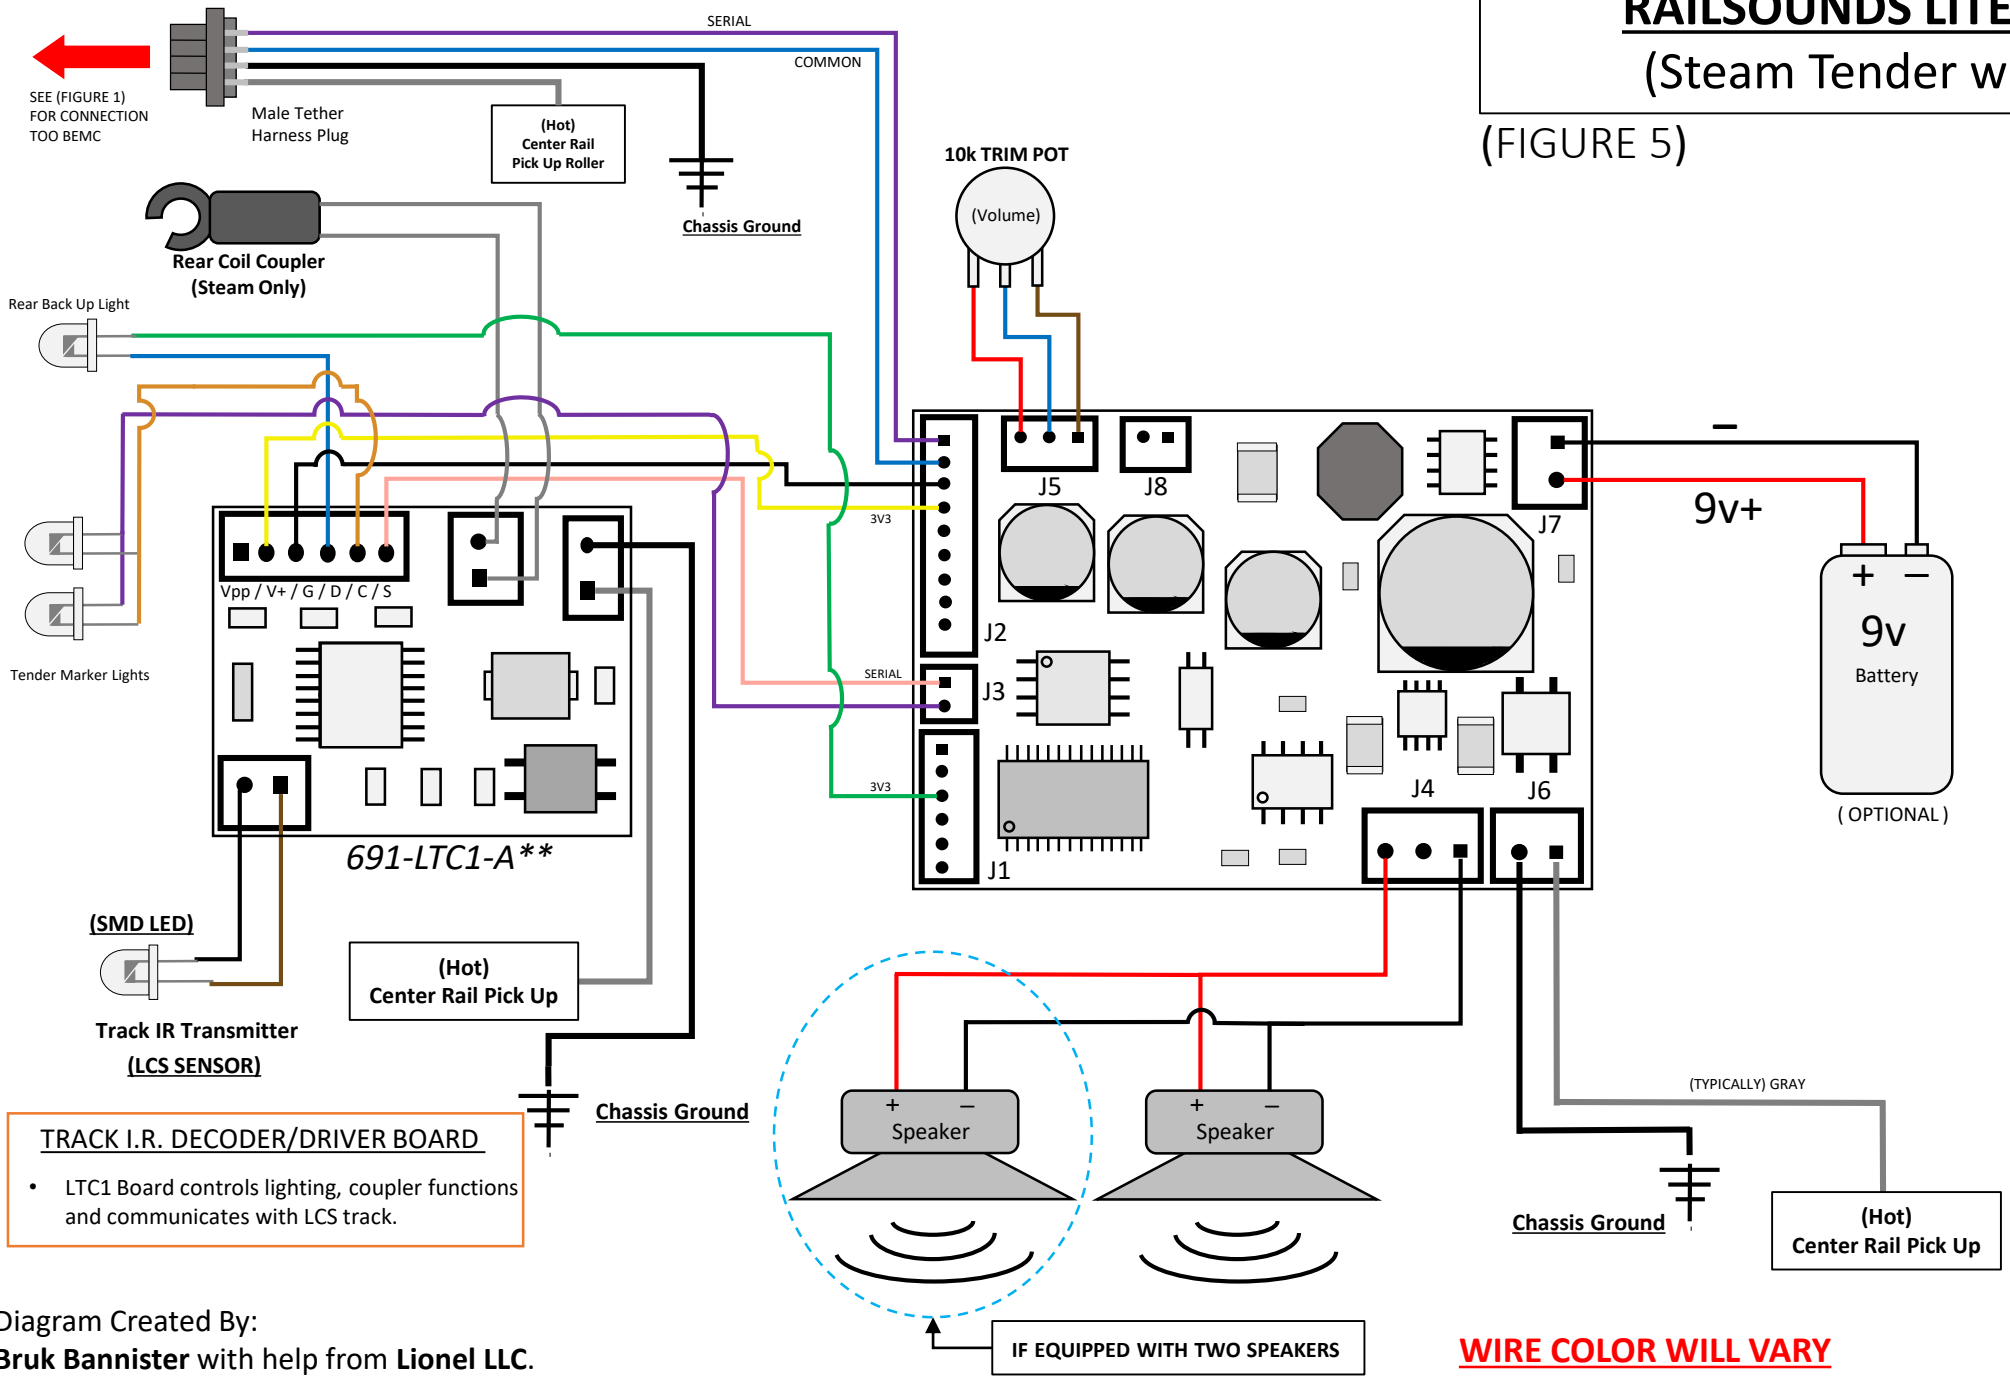 RAILSOUNDS LITE
(Steam Tender w
(FIGURE 5)
SERIAL
COMMON
SEE (FIGURE 1)
FOR CONNECTION
TOO BEMC
Male Tether
Harness Plug
(Hot)
Center Rail
Pick Up Roller
Chassis Ground
10k TRIM POT
(Volume)
Rear Coil Coupler
(Steam Only)
Rear Back Up Light
Tender Marker Lights
Vpp / V+ / G / D / C / S
3V3
SERIAL
3V3
J5
J8
J7
J2
J3
J1
J4
J6
–
9v+
+ –
9v
Battery
( OPTIONAL )
691-LTC1-A**
(SMD LED)
Track IR Transmitter
(LCS SENSOR)
(Hot)
Center Rail Pick Up
Chassis Ground
TRACK I.R. DECODER/DRIVER BOARD
• LTC1 Board controls lighting, coupler functions
and communicates with LCS track.
+ –
Speaker
+ –
Speaker
(TYPICALLY) GRAY
Chassis Ground
(Hot)
Center Rail Pick Up
IF EQUIPPED WITH TWO SPEAKERS
WIRE COLOR WILL VARY
Diagram Created By:
Bruk Bannister with help from Lionel LLC.